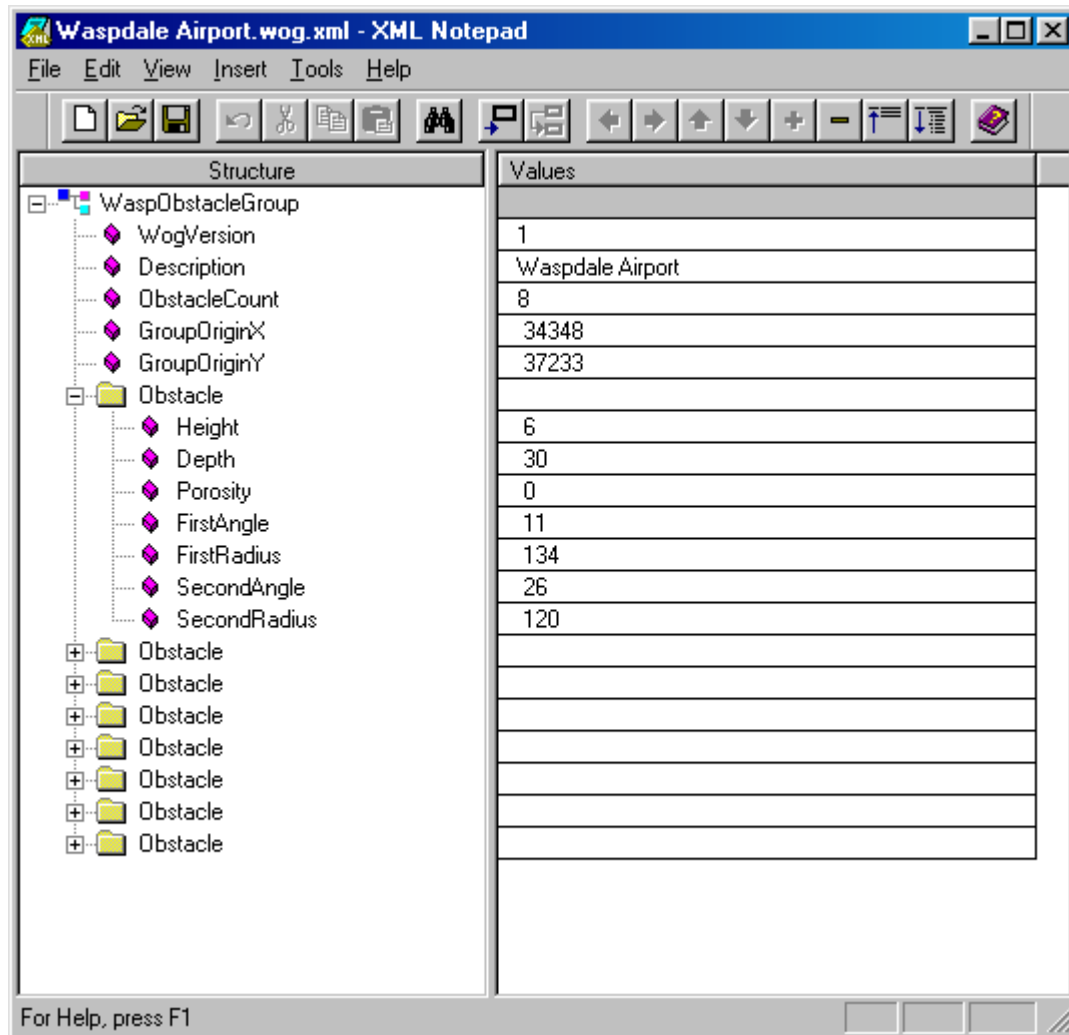 Waspdale Airport.wog.xml - XML Notepad
File Edit View Insert Tools Help
XML
Structure Values
WaspObstacleGroup
WogVersion 1
Description Waspdale Airport
ObstacleCount 8
GroupOriginX 34348
GroupOriginY 37233
Obstacle
Height 6
Depth 30
Porosity 0
FirstAngle 11
FirstRadius 134
SecondAngle 26
SecondRadius 120
Obstacle
Obstacle
Obstacle
Obstacle
Obstacle
Obstacle
Obstacle
For Help, press F1